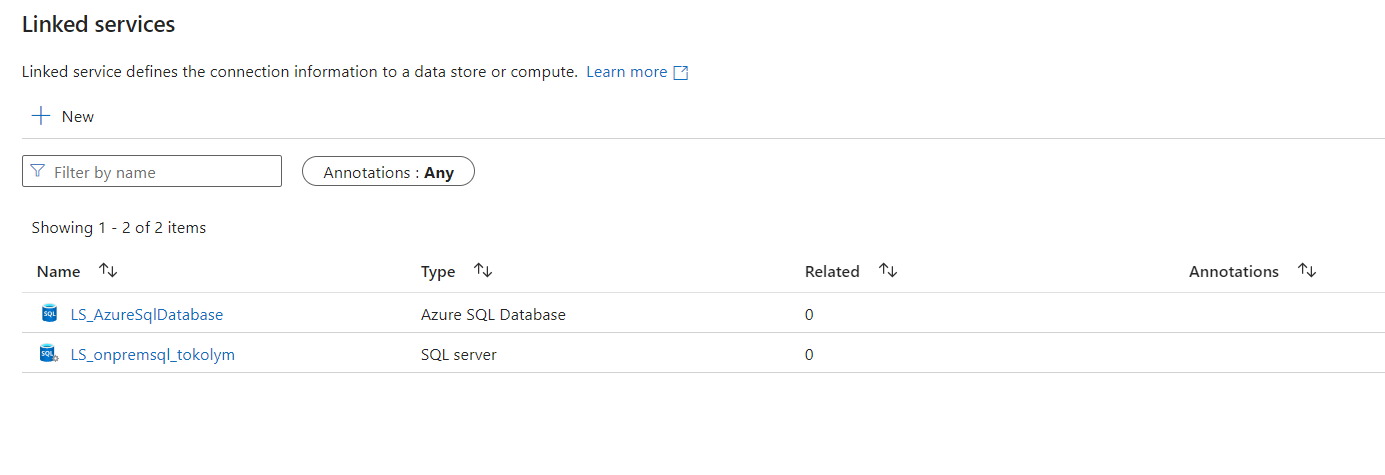 Linked services
Linked service defines the connection information to a data store or compute. Learn more
New
Filter by name
Annotations : Any
Showing 1 - 2 of 2 items
Name Type Related Annotations
SQL LS_AzureSqlDatabase Azure SQL Database 0
SQL LS_onpremsql_tokolym SQL server 0